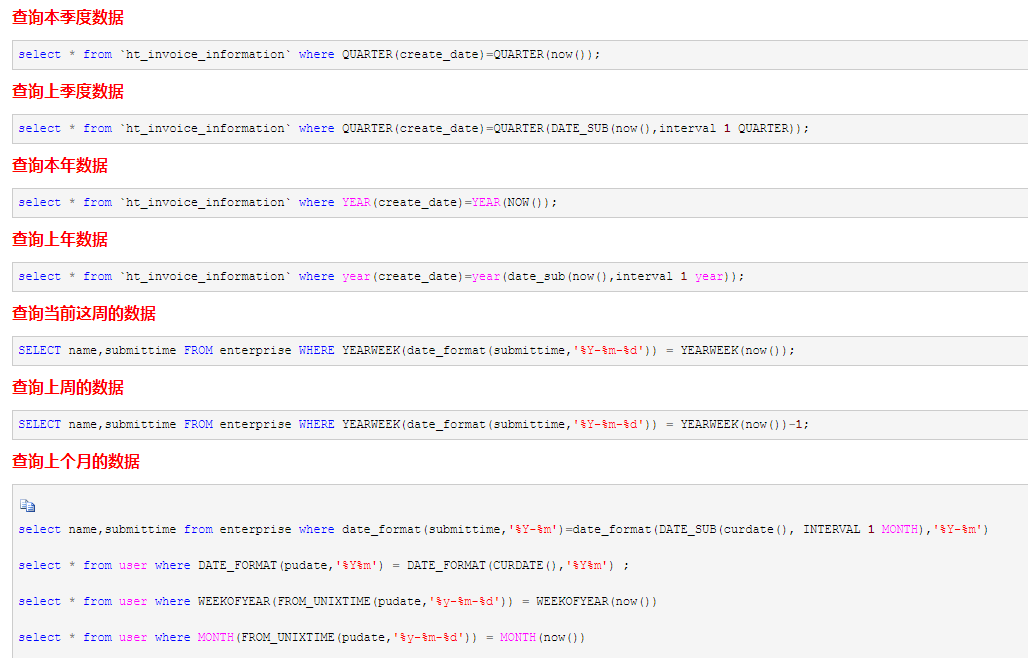 查询本季度数据
select * from `ht_invoice_information` where QUARTER(create_date)=QUARTER(now());
查询上季度数据
select * from `ht_invoice_information` where QUARTER(create_date)=QUARTER(DATE_SUB(now(),interval 1 QUARTER));
查询本年数据
select * from `ht_invoice_information` where YEAR(create_date)=YEAR(NOW());
查询上年数据
select * from `ht_invoice_information` where year(create_date)=year(date_sub(now(),interval 1 year));
查询当前这周的数据
SELECT name,submittime FROM enterprise WHERE YEARWEEK(date_format(submittime,'%Y-%m-%d')) = YEARWEEK(now());
查询上周的数据
SELECT name,submittime FROM enterprise WHERE YEARWEEK(date_format(submittime,'%Y-%m-%d')) = YEARWEEK(now())-1;
查询上个月的数据
select name,submittime from enterprise where date_format(submittime,'%Y-%m')=date_format(DATE_SUB(curdate(), INTERVAL 1 MONTH),'%Y-%m')
select * from user where DATE_FORMAT(pudate,'%Y%m') = DATE_FORMAT(CURDATE(),'%Y%m') ;
select * from user where WEEKOFYEAR(FROM_UNIXTIME(pudate,'%y-%m-%d')) = WEEKOFYEAR(now())
select * from user where MONTH(FROM_UNIXTIME(pudate,'%y-%m-%d')) = MONTH(now())